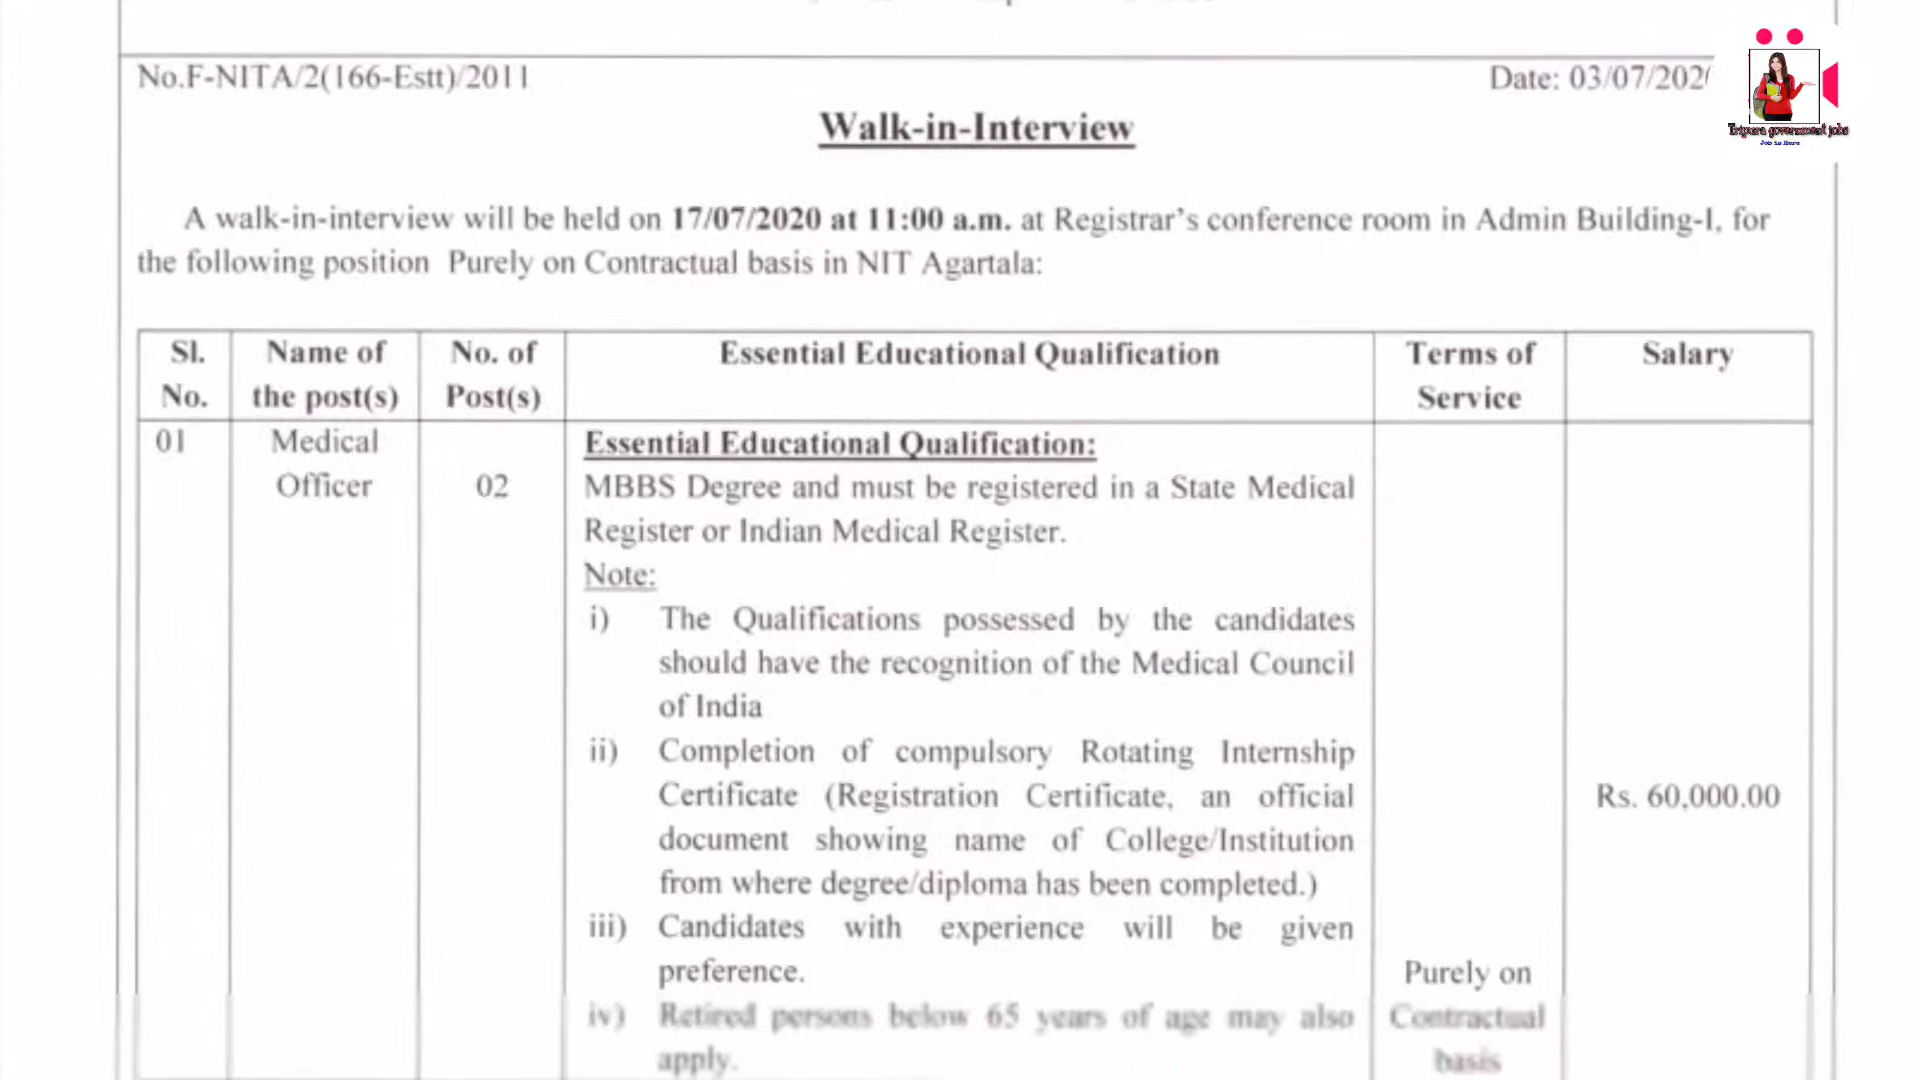 No.F-NITA/2(166-Estt)/2011
Date: 03/07/202
Walk-in-Interview
A walk-in-interview will be held on 17/07/2020 at 11:00 a.m. at Registrar's conference room in Admin Building-I, for
the following position Purely on Contractual basis in NIT Agartala:
Sl. No.
Name of the post(s)
No. of Post(s)
Essential Educational Qualification
Terms of Service
Salary
01
Medical
Officer
02
Essential Educational Qualification:
MBBS Degree and must be registered in a State Medical
Register or Indian Medical Register.
Note:
i) The Qualifications possessed by the candidates
should have the recognition of the Medical Council
of India
ii) Completion of compulsory Rotating Internship
Certificate (Registration Certificate, an official
document showing name of College/Institution
from where degree/diploma has been completed.)
iii) Candidates with experience will be given
preference.
iv) Retired persons below 65 years of age may also
apply.
Purely on
Contractual
basis
Rs. 60,000.00
Tripura government jobs
Job is Here